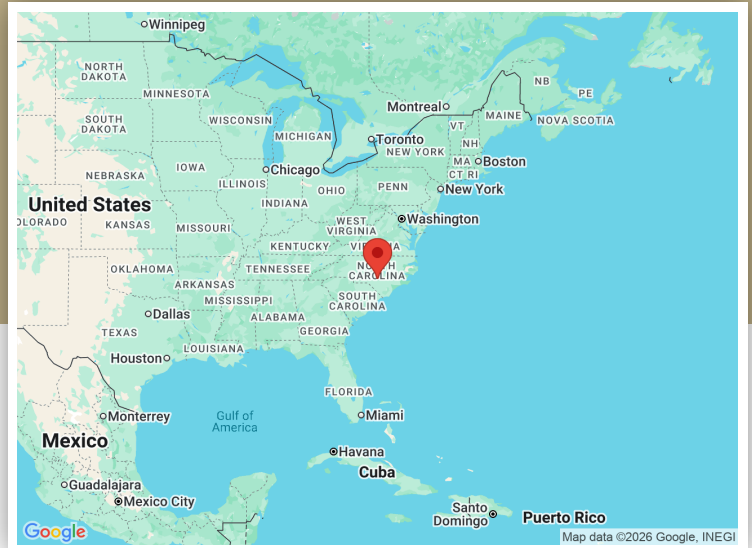 Winnipeg
NORTH
DAKOTA
MINNESOTA
NB
PE
Montreal
MAINE
NOVA SCOTIA
SOUTH
DAKOTA
WISCONSIN
VT
MICHIGAN
Toronto
NH
NEW YORK
MA
Boston
IOWA
Chicago
CT RI
NEBRASKA
ILLINOIS
OHIO
PENN
New York
United States
INDIANA
OLORADO
KANSAS
MISSOURI
WEST
VIRGINIA
Washington
KENTUCKY
OKLAHOMA
TENNESSEE
CAROLINA
ARKANSAS
MISSISSIPPI
SOUTH
CAROLINA
Dallas
ALABAMA
TEXAS
GEORGIA
LOUISIANA
Houston
FLORIDA
Monterrey
Gulf of
America
Miami
Mexico
Havana
Cuba
Guadalajara
Mexico City
Santo
Domingo
Puerto Rico
Google
Map data ©2026 Google, INEGI